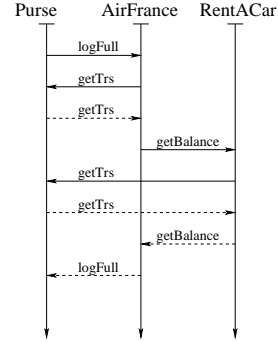 Purse AirFrance RentACar
logFull
getTrs
getTrs
getBalance
getTrs
getTrs
getBalance
logFull